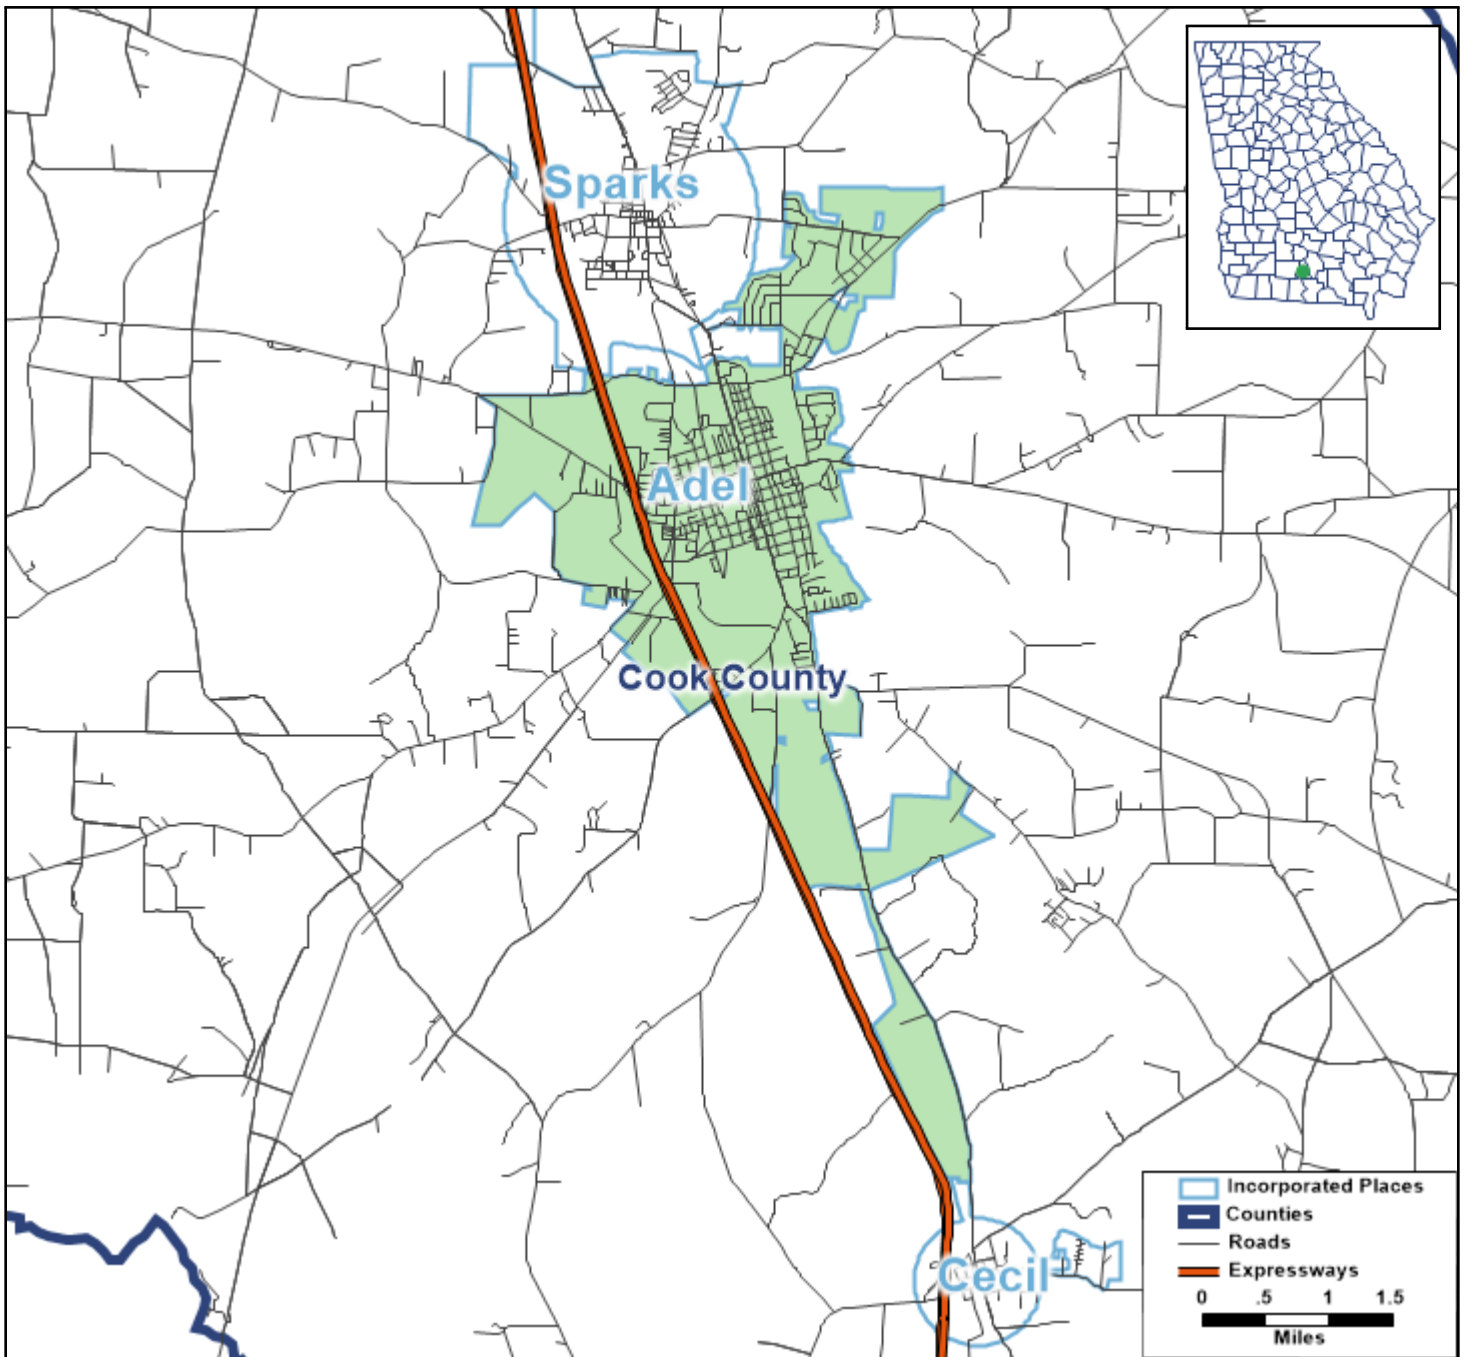 Sparks
Adel
Cook County
Cecil
Incorporated Places
Counties
Roads
Expressways
0 .5 1 1.5
Miles